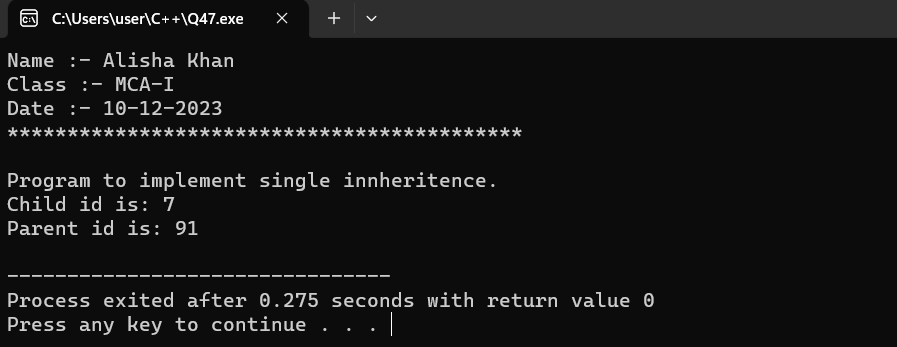 C:\Users\user\C++\Q47.exe
Name :- Alisha Khan
Class :- MCA-I
Date :- 10-12-2023
*******************************************
Program to implement single innheritence.
Child id is: 7
Parent id is: 91
--------------------------------
Process exited after 0.275 seconds with return value 0
Press any key to continue . . .